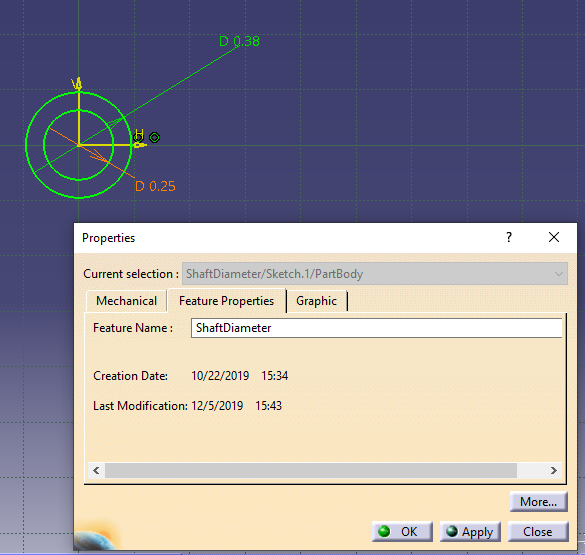 D 0.38
V
H
D 0.25
Properties
?
Current selection : ShaftDiameter/Sketch.1/PartBody
Mechanical Feature Properties Graphic
Feature Name : ShaftDiameter
Creation Date: 10/22/2019 15:34
Last Modification: 12/5/2019 15:43
More...
OK Apply Close